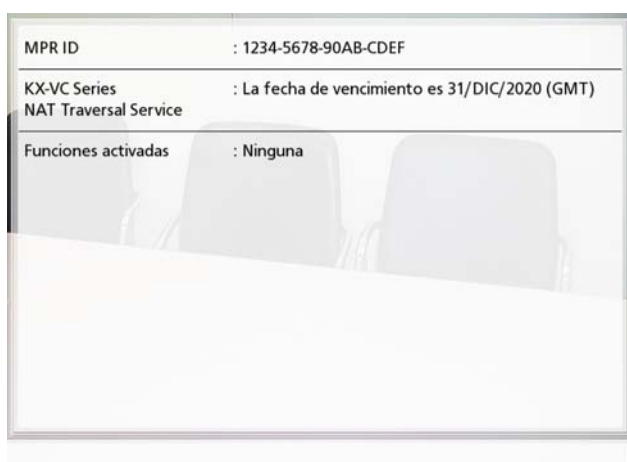 MPR ID : 1234-5678-90AB-CDEF
KX-VC Series : La fecha de vencimiento es 31/DIC/2020 (GMT)
NAT Traversal Service
Funciones activadas : Ninguna